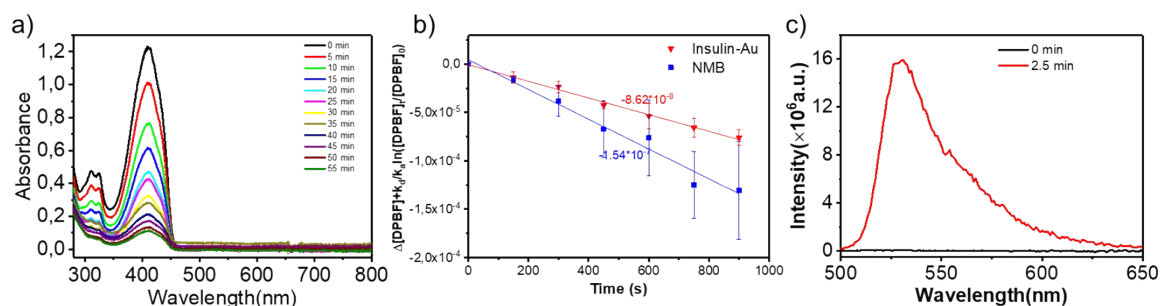 a)
Absorbance
1,2
1,0
0,8
0,6
0,4
0,2
0,0
300 400 500 600 700 800
Wavelength(nm)
0 min
5 min
10 min
15 min
20 min
25 min
30 min
35 min
40 min
45 min
50 min
55 min
b)
Δ[DPBF]+k_d/k_a ln([DPBF]_t/[DPBF]_0)
0,0
-5,0x10⁻⁵
-1,0x10⁻⁴
-1,5x10⁻⁴
-2,0x10⁻⁴
0 200 400 600 800 1000
Time (s)
Insulin-Au
NMB
-8.62*10⁻⁸
-1.54*10⁻⁷
c)
Intensity(×10⁶a.u.)
16
12
8
4
0
500 550 600 650
Wavelength(nm)
0 min
2.5 min